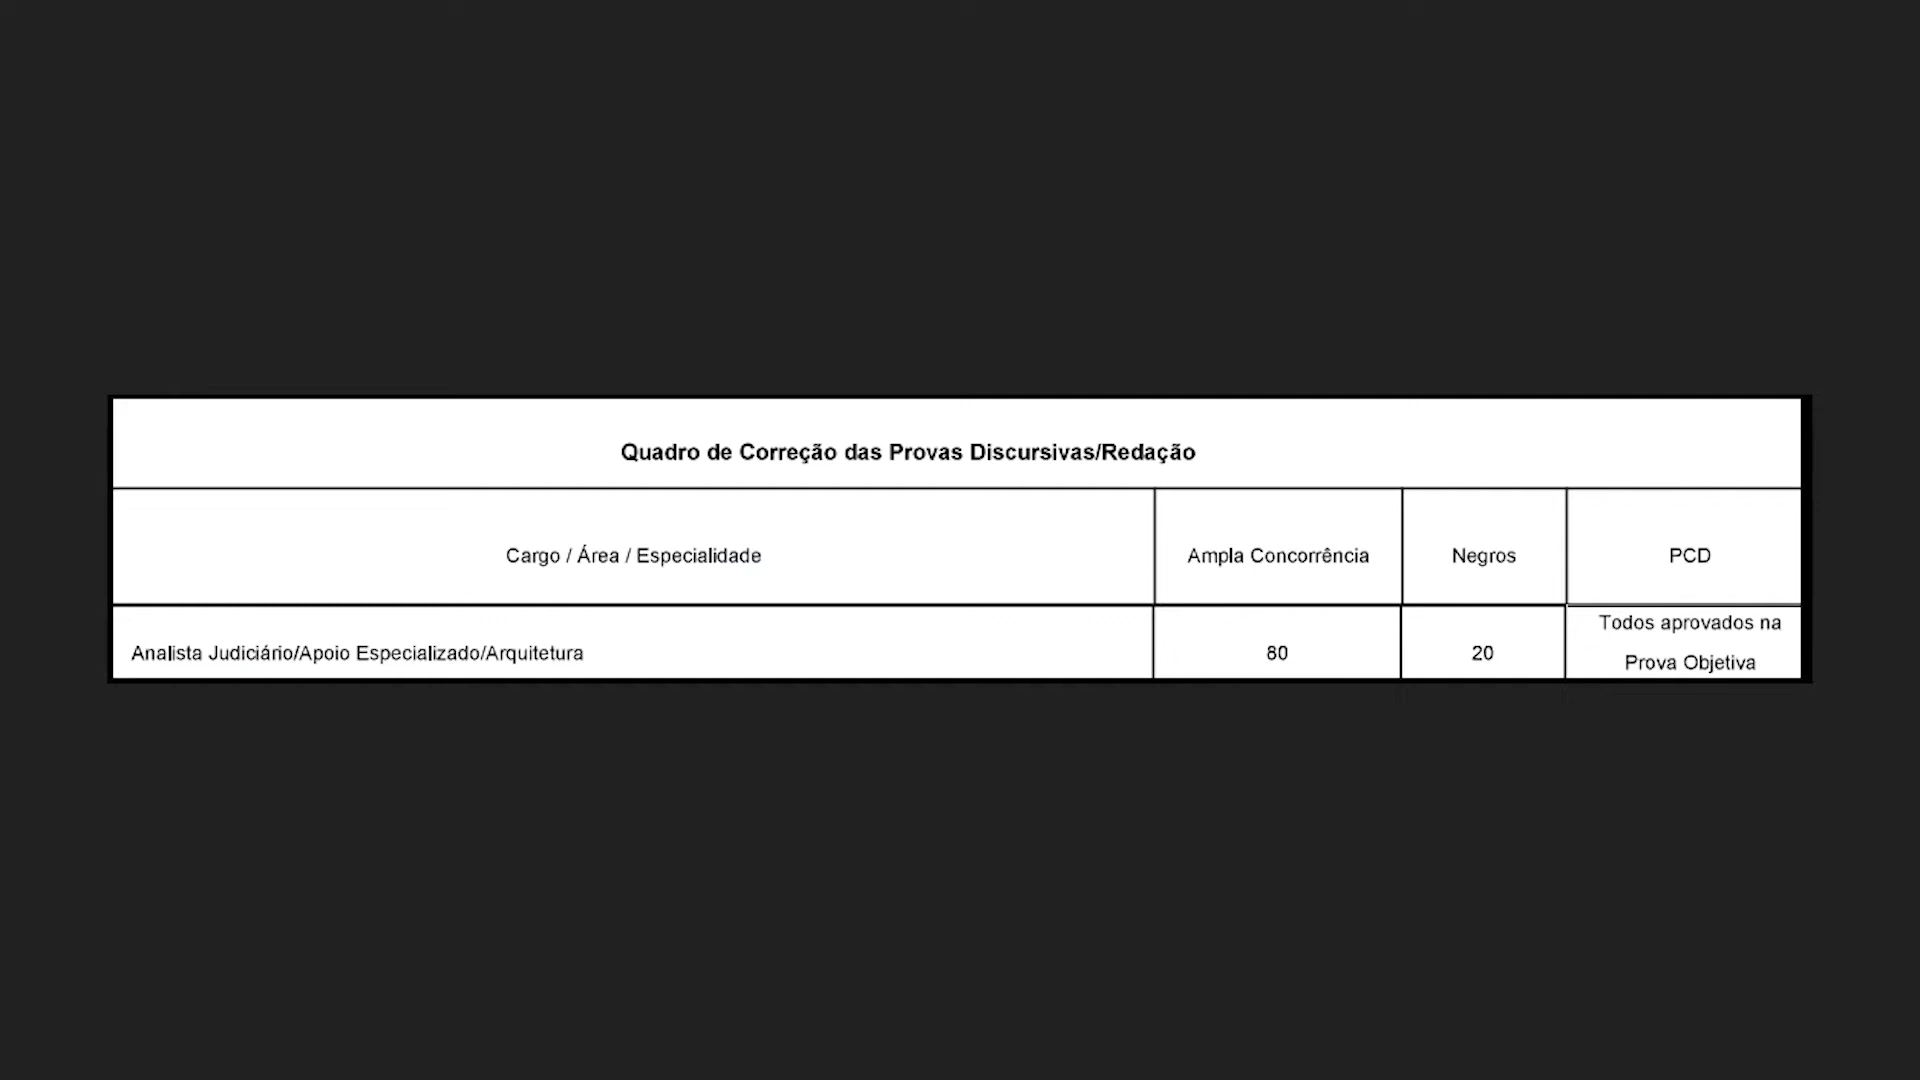 Quadro de Correção das Provas Discursivas/Redação
Cargo / Área / Especialidade
Ampla Concorrência
Negros
PCD
Analista Judiciário/Apoio Especializado/Arquitetura
80
20
Todos aprovados na
Prova Objetiva